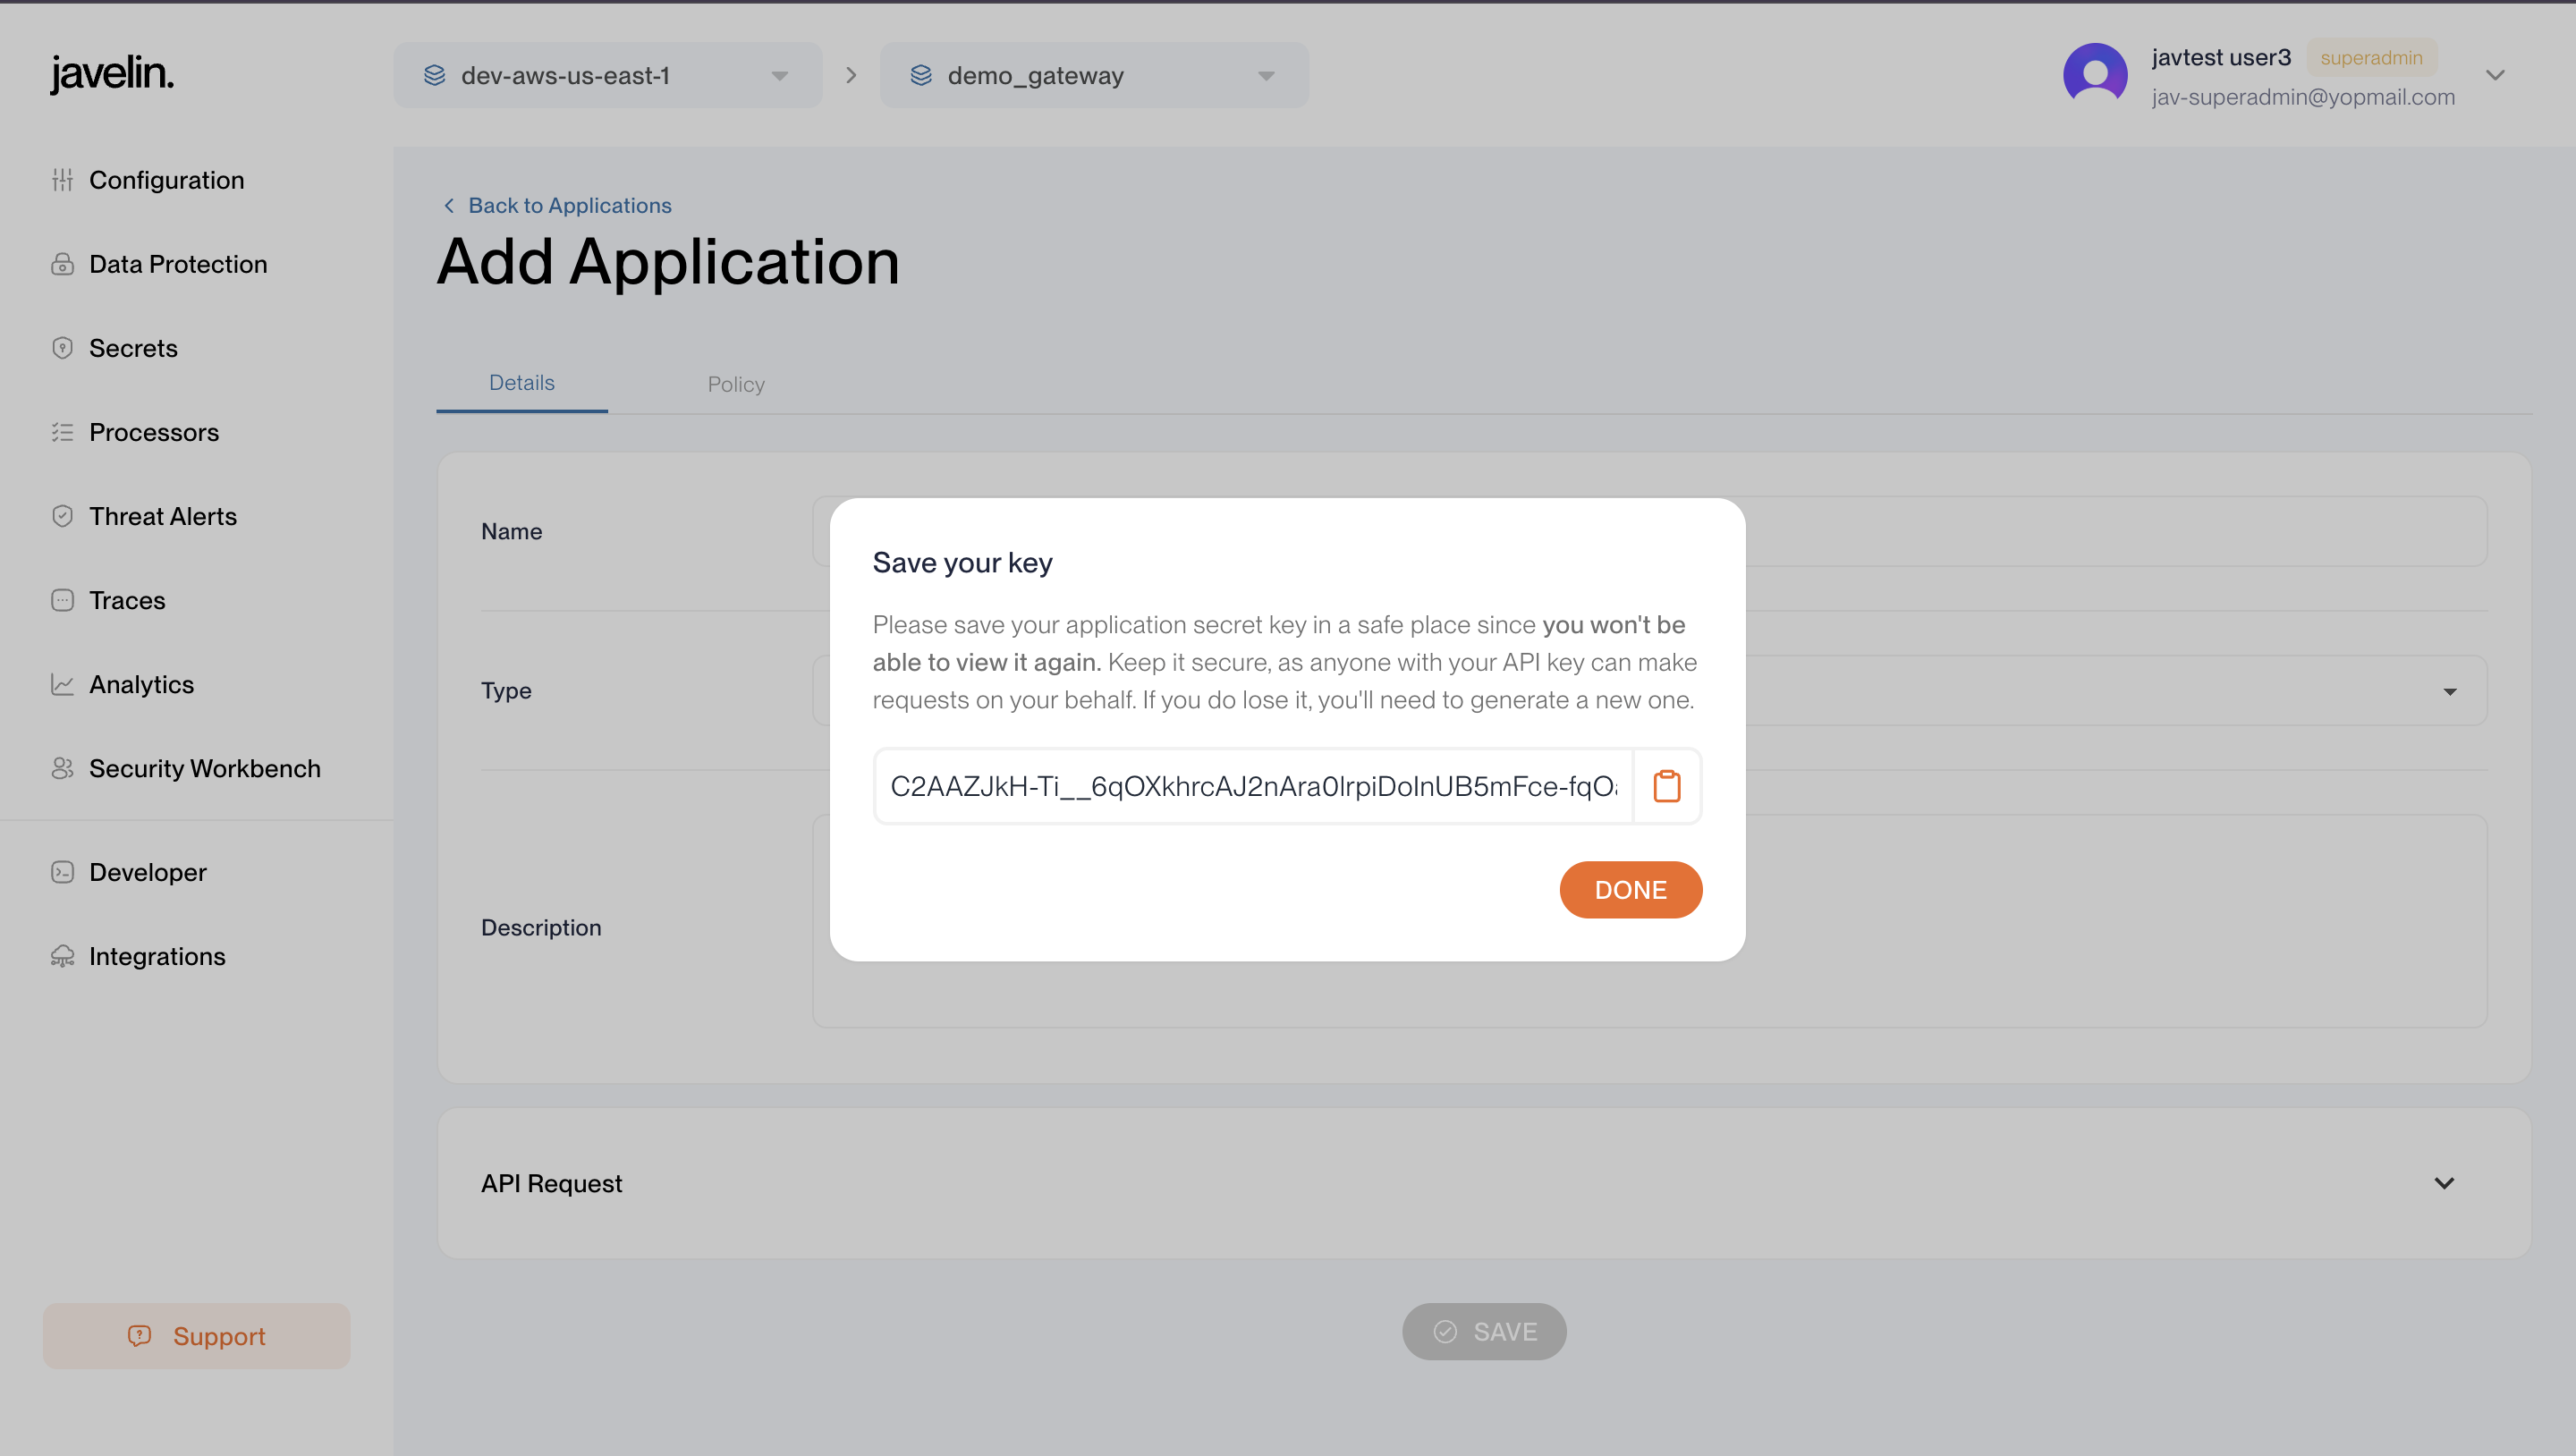 javelin.
dev-aws-us-east-1
demo_gateway
javtest user3
superadmin
jav-superadmin@yopmail.com
Configuration
Data Protection
Secrets
Processors
Threat Alerts
Traces
Analytics
Security Workbench
Developer
Integrations
Support
Back to Applications
Add Application
Details
Policy
Name
Type
Description
Save your key
Please save your application secret key in a safe place since you won't be
able to view it again. Keep it secure, as anyone with your API key can make
requests on your behalf. If you do lose it, you'll need to generate a new one.
DONE
API Request
SAVE